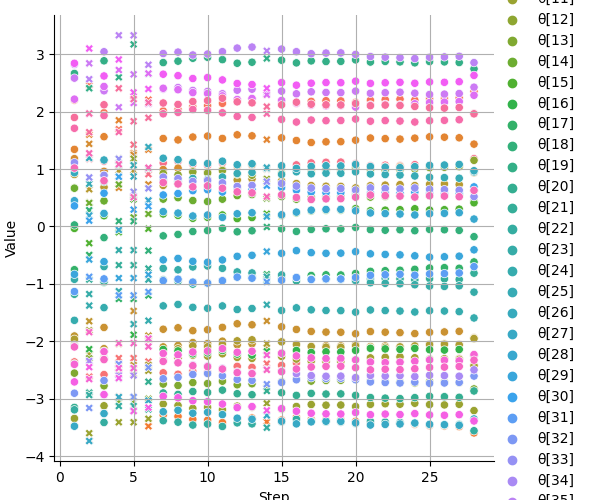 Value
3
2
1
0
−1
−2
−3
−4
0
5
10
15
20
25
Step
θ[11]
θ[12]
θ[13]
θ[14]
θ[15]
θ[16]
θ[17]
θ[18]
θ[19]
θ[20]
θ[21]
θ[22]
θ[23]
θ[24]
θ[25]
θ[26]
θ[27]
θ[28]
θ[29]
θ[30]
θ[31]
θ[32]
θ[33]
θ[34]
θ[35]